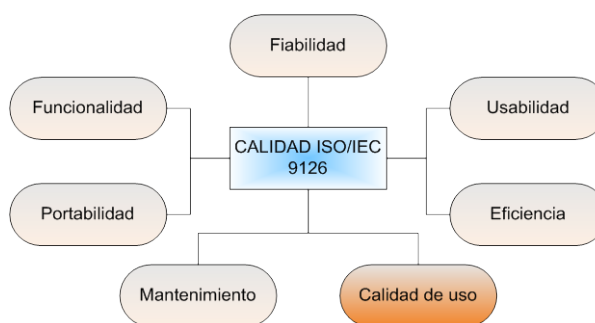 Fiabilidad
Funcionalidad
Usabilidad
CALIDAD ISO/IEC
9126
Portabilidad
Eficiencia
Mantenimiento
Calidad de uso